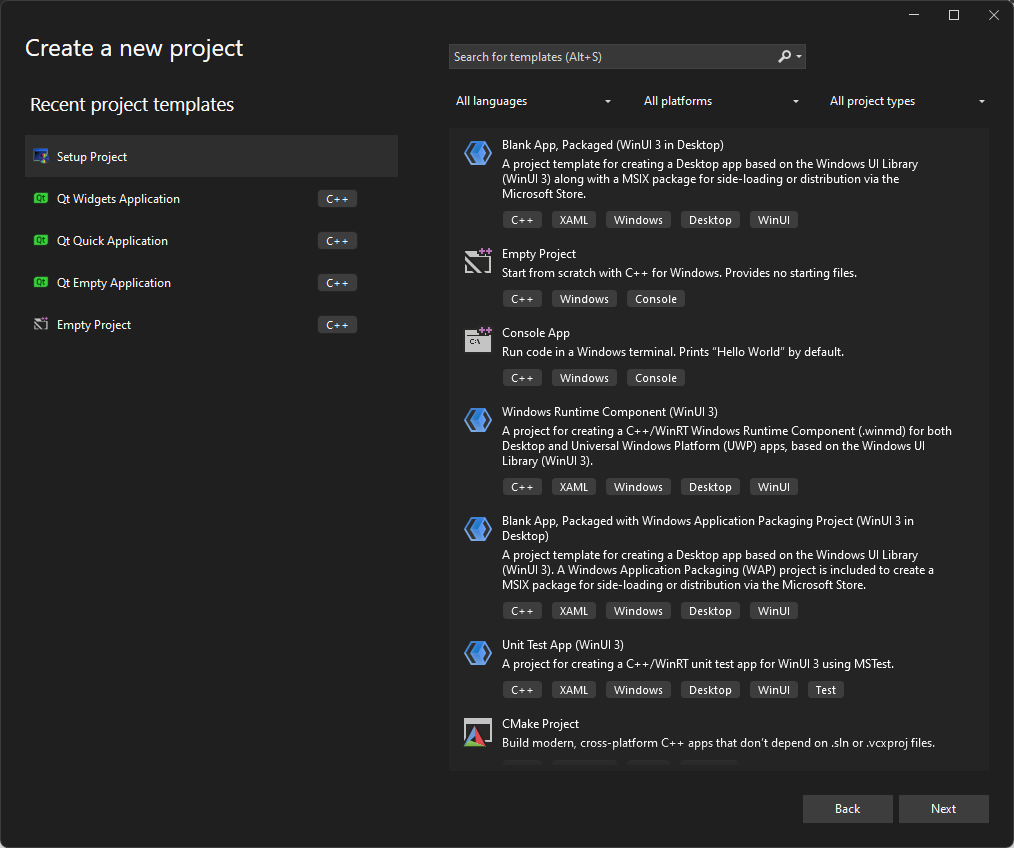 Create a new project
Search for templates (Alt+S)
Recent project templates
All languages
All platforms
All project types
Setup Project
Qt Widgets Application
C++
Qt Quick Application
C++
Qt Empty Application
C++
Empty Project
C++
Blank App, Packaged (WinUI 3 in Desktop)
A project template for creating a Desktop app based on the Windows UI Library
(WinUI 3) along with a MSIX package for side-loading or distribution via the
Microsoft Store.
C++ XAML Windows Desktop WinUI
Empty Project
Start from scratch with C++ for Windows. Provides no starting files.
C++ Windows Console
Console App
Run code in a Windows terminal. Prints "Hello World" by default.
C++ Windows Console
Windows Runtime Component (WinUI 3)
A project for creating a C++/WinRT Windows Runtime Component (.winmd) for both
Desktop and Universal Windows Platform (UWP) apps, based on the Windows UI
Library (WinUI 3).
C++ XAML Windows Desktop WinUI
Blank App, Packaged with Windows Application Packaging Project (WinUI 3 in
Desktop)
A project template for creating a Desktop app based on the Windows UI Library
(WinUI 3). A Windows Application Packaging (WAP) project is included to create a
MSIX package for side-loading or distribution via the Microsoft Store.
C++ XAML Windows Desktop WinUI
Unit Test App (WinUI 3)
A project for creating a C++/WinRT unit test app for WinUI 3 using MSTest.
C++ XAML Windows Desktop WinUI Test
CMake Project
Build modern, cross-platform C++ apps that don't depend on .sln or .vcxproj files.
Back
Next